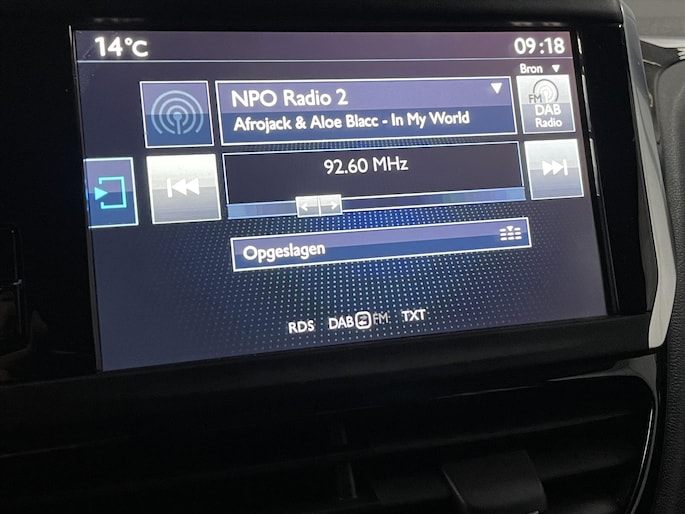 14°C
09:18
Bron
NPO Radio 2
Afrojack & Aloe Blacc - In My World
FM
DAB
Radio
92.60 MHz
Opgeslagen
RDS DAB FM TXT